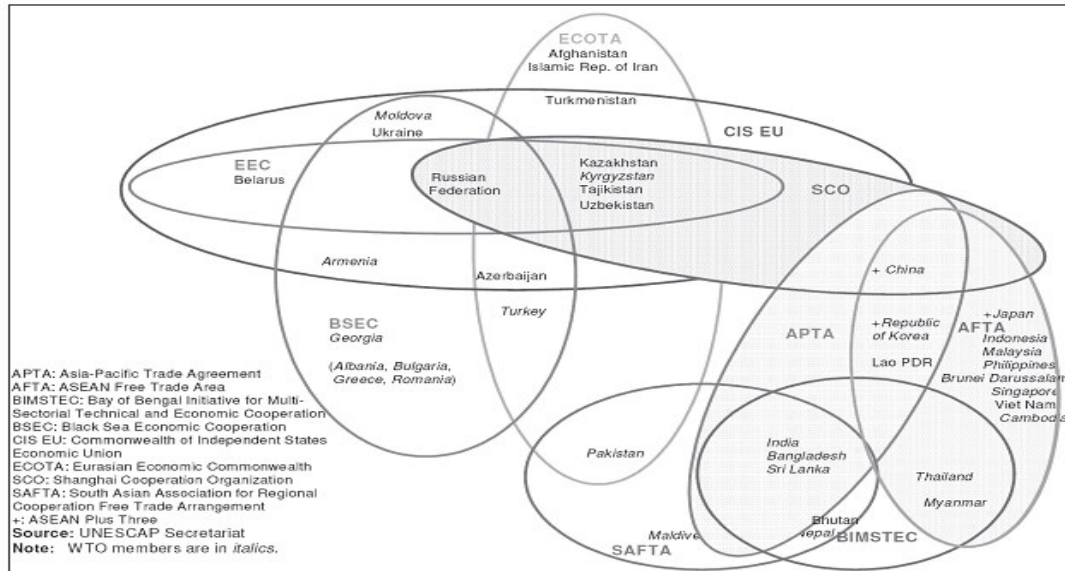 ECOTA
Afghanistan
Islamic Rep. of Iran
Turkmenistan
CIS EU
Moldova
Ukraine
EEC
Belarus
Russian
Federation
Kazakhstan
Kyrgyzstan
Tajikistan
Uzbekistan
SCO
Armenia
Azerbaijan
+ China
Turkey
BSEC
Georgia
(Albania, Bulgaria,
Greece, Romania)
APTA
+Republic
of Korea
Lao PDR
AFTA
+Japan
Indonesia
Malaysia
Philippines
Brunei Darussalam
Singapore
Viet Nam
Cambodia
Pakistan
India
Bangladesh
Sri Lanka
Thailand
Myanmar
Bhutan
Nepal
BIMSTEC
Maldive
SAFTA
APTA: Asia-Pacific Trade Agreement
AFTA: ASEAN Free Trade Area
BIMSTEC: Bay of Bengal Initiative for Multi-
Sectorial Technical and Economic Cooperation
BSEC: Black Sea Economic Cooperation
CIS EU: Commonwealth of Independent States
Economic Union
ECOTA: Eurasian Economic Commonwealth
SCO: Shanghai Cooperation Organization
SAFTA: South Asian Association for Regional
Cooperation Free Trade Arrangement
+: ASEAN Plus Three
Source: UNESCAP Secretariat
Note: WTO members are in italics.